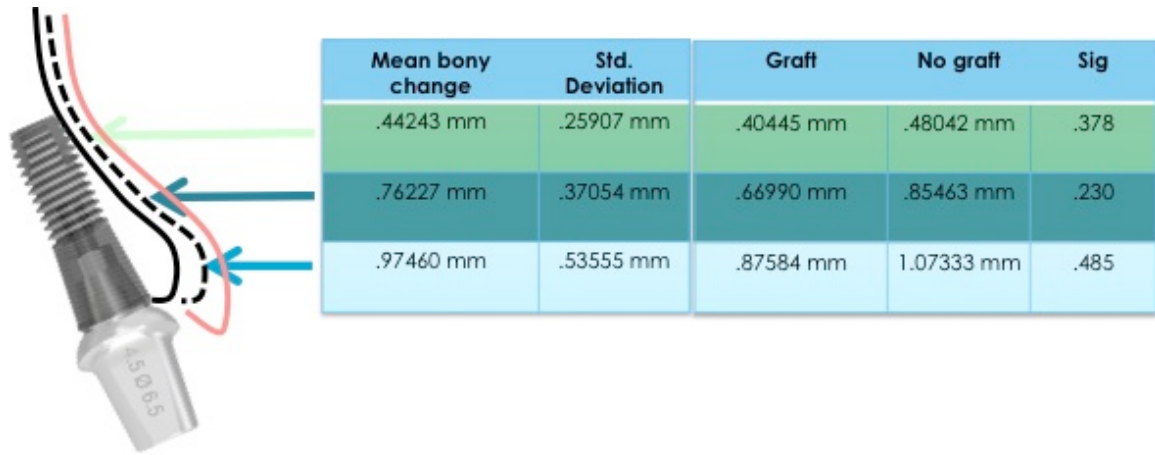 Mean bony change Std. Deviation Graft No graft Sig
.44243 mm .25907 mm .40445 mm .48042 mm .378
.76227 mm .37054 mm .66990 mm .85463 mm .230
.97460 mm .53555 mm .87584 mm 1.07333 mm .485
4.5 Ø 6.5